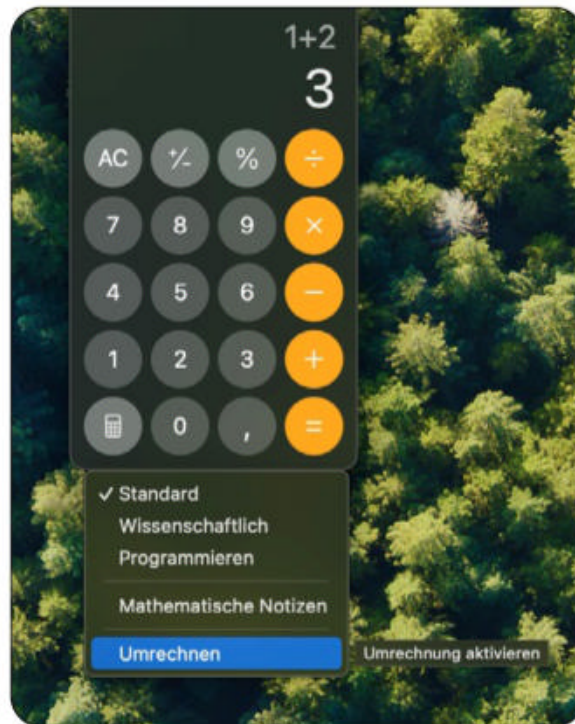 1+2
3
AC +/- % ÷
7 8 9 ×
4 5 6 −
1 2 3 +
0 , =
✓ Standard
Wissenschaftlich
Programmieren
Mathematische Notizen
Umrechnen
Umrechnung aktivieren